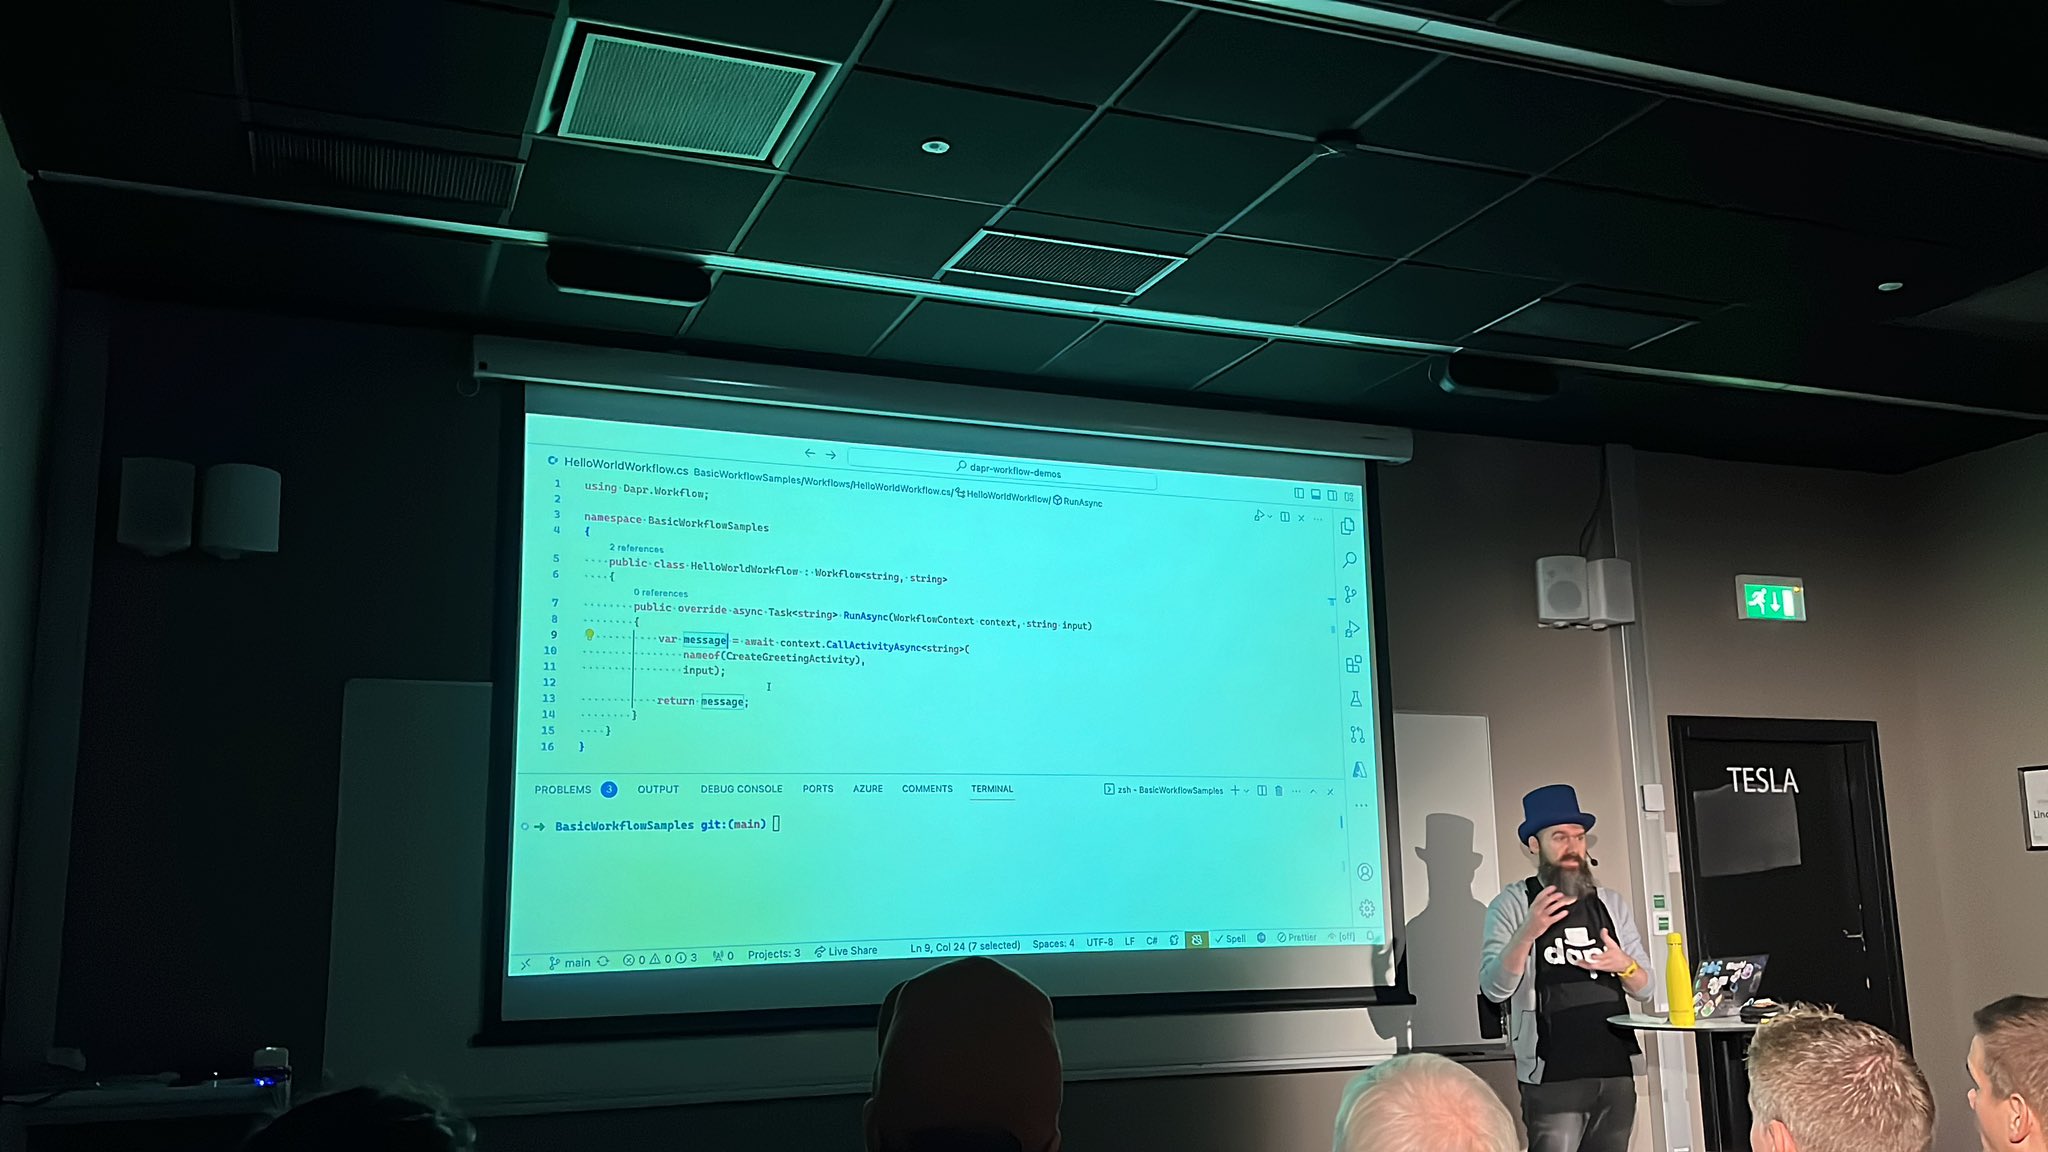 dapr-workflow-demos
HelloWorldWorkflow.cs BasicWorkflowSamples/Workflows/HelloWorldWorkflow.cs/ HelloWorldWorkflow/ RunAsync
1 using Dapr.Workflow;
2
3 namespace BasicWorkflowSamples
4 {
2 references
5 public class HelloWorldWorkflow : Workflow<string, string>
6 {
0 references
7 public override async Task<string> RunAsync(WorkflowContext context, string input)
8 {
9 var message = await context.CallActivityAsync<string>(
10 nameof(CreateGreetingActivity),
11 input);
12
13 return message;
14 }
15 }
16 }
PROBLEMS 3 OUTPUT DEBUG CONSOLE PORTS AZURE COMMENTS TERMINAL zsh - BasicWorkflowSamples
BasicWorkflowSamples git:(main)
main 0 0 3 0 Projects: 3 Live Share Ln 9, Col 24 (7 selected) Spaces: 4 UTF-8 LF C# Spell Prettier [off]
TESLA